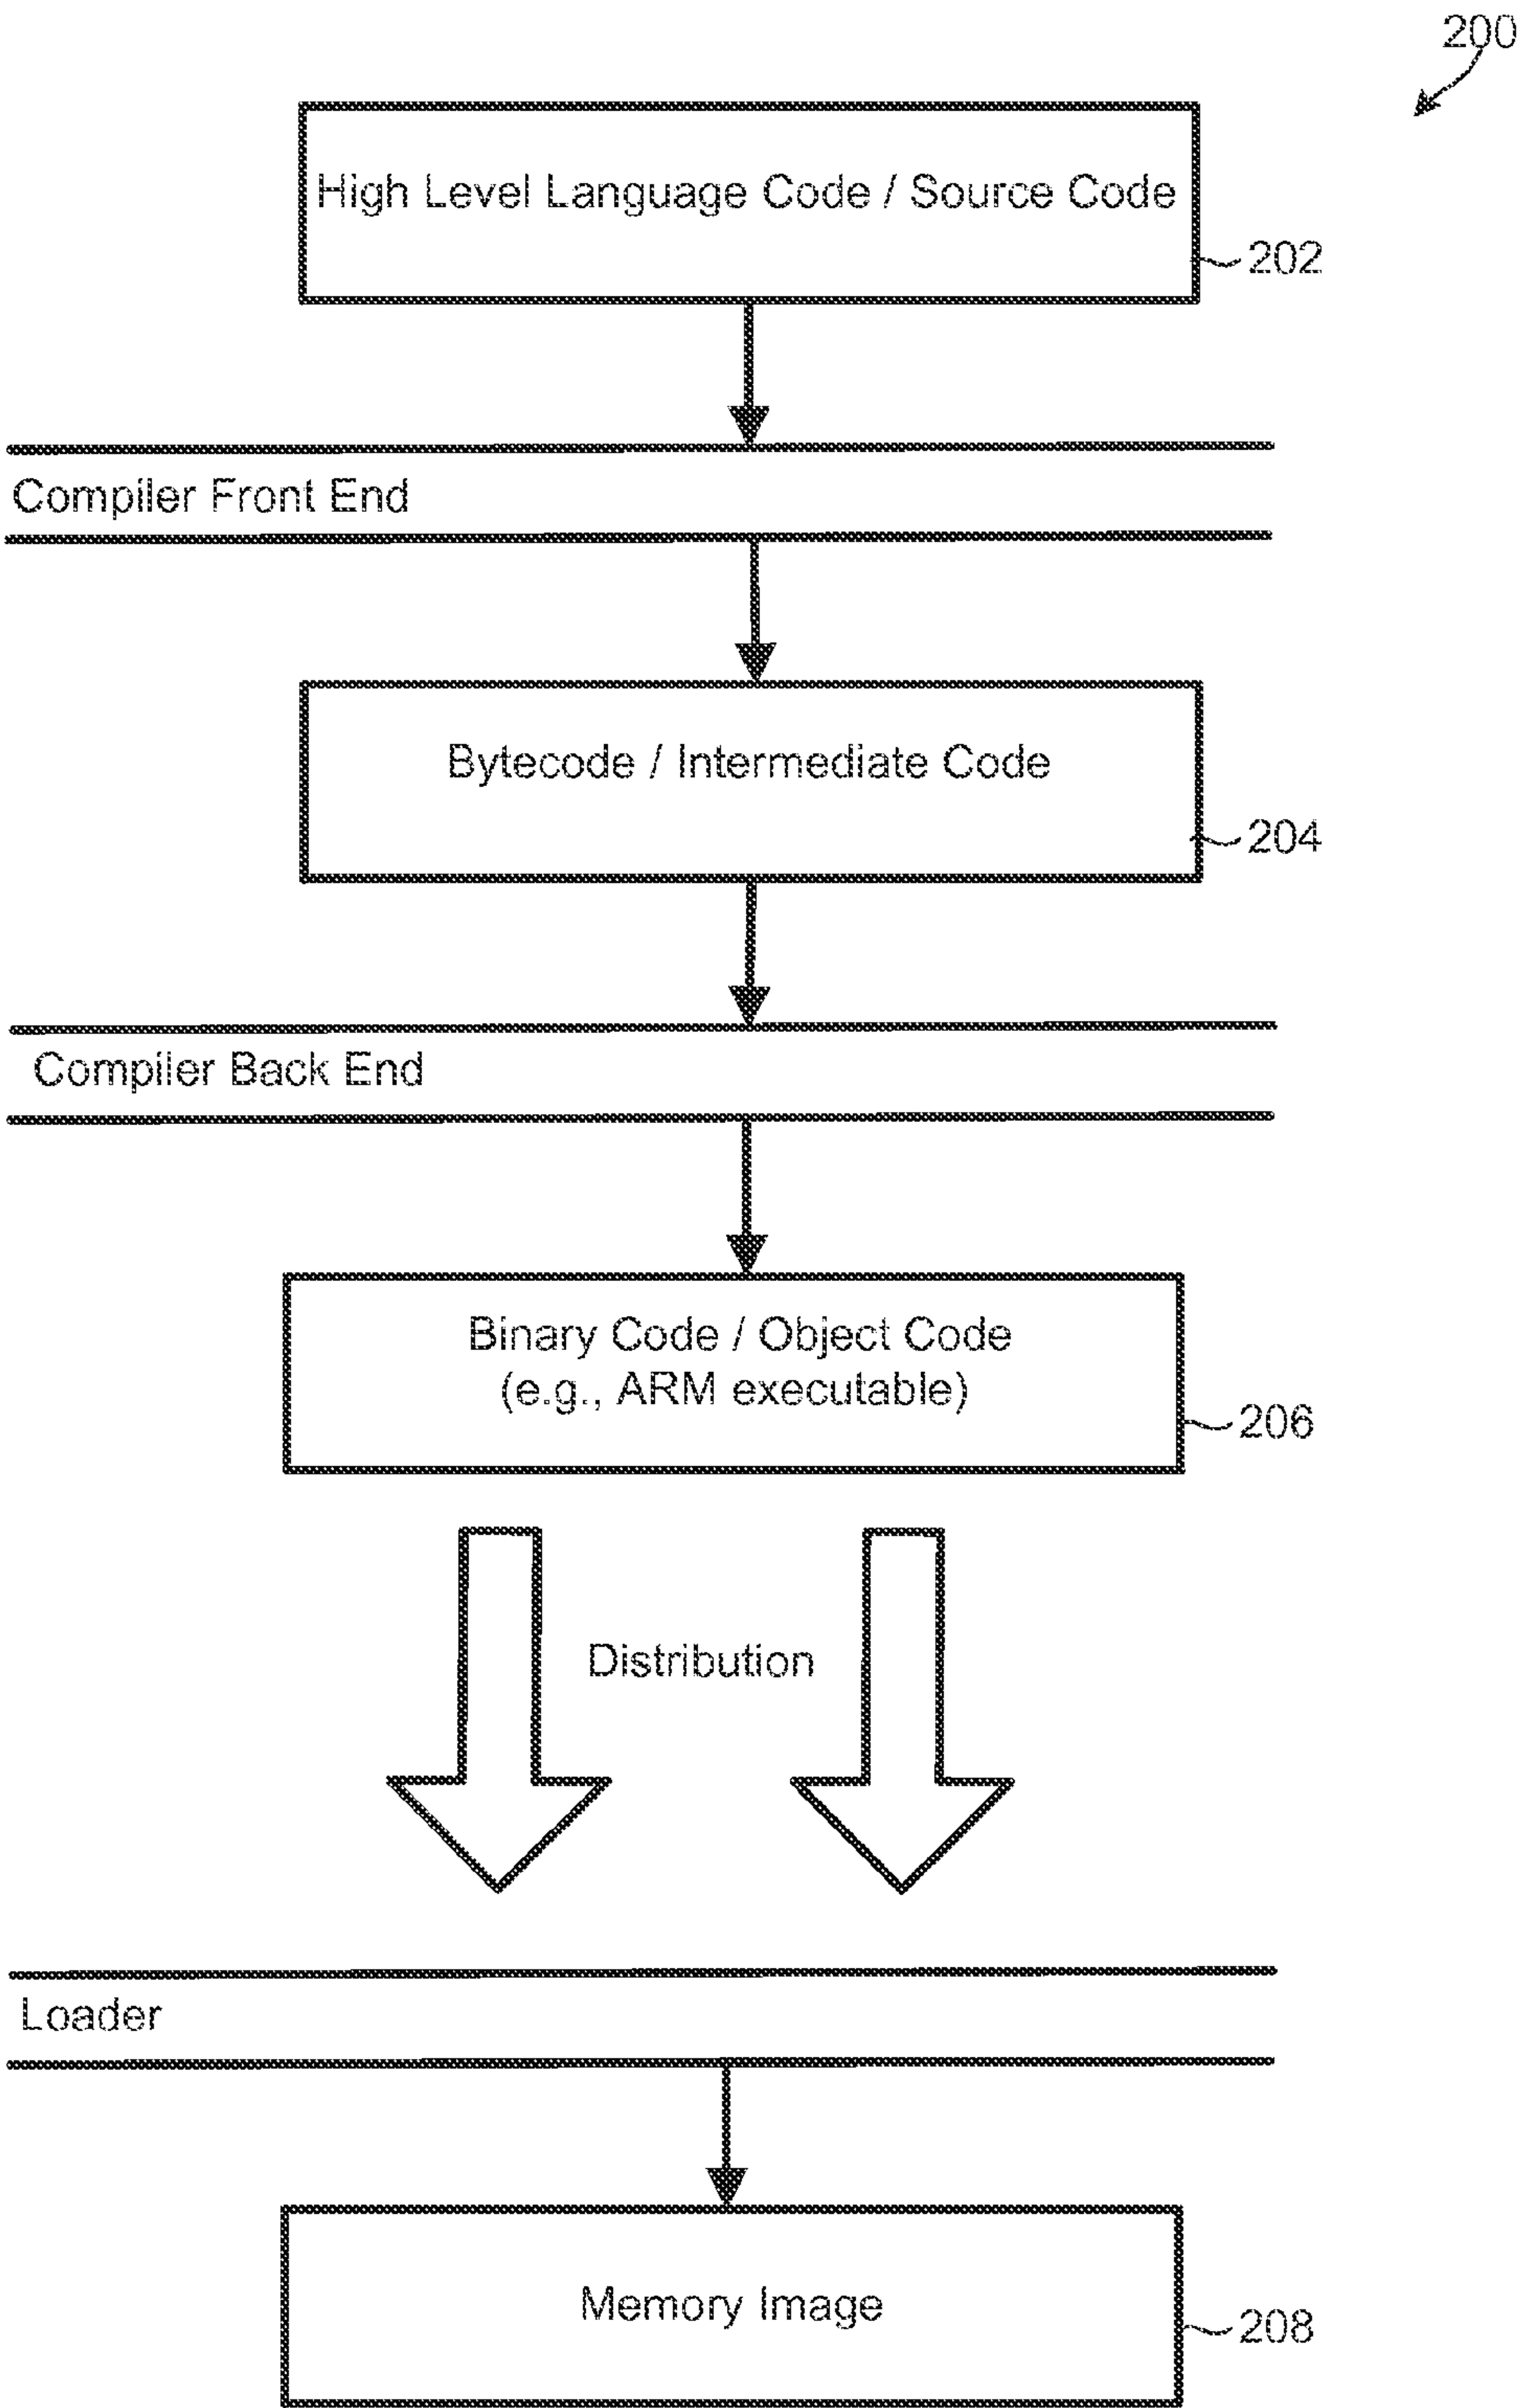 200
High Level Language Code / Source Code
202
Compiler Front End
Bytecode / Intermediate Code
204
Compiler Back End
Binary Code / Object Code
(e.g., ARM executable)
206
Distribution
Loader
Memory Image
208